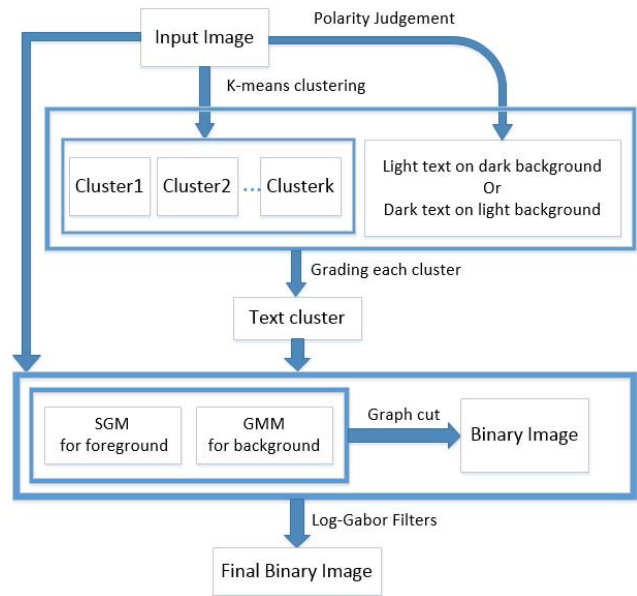 Polarity Judgement
Input Image
K-means clustering
Cluster1
Cluster2
...
Clusterk
Light text on dark background
Or
Dark text on light background
Grading each cluster
Text cluster
SGM
for foreground
GMM
for background
Graph cut
Binary Image
Log-Gabor Filters
Final Binary Image